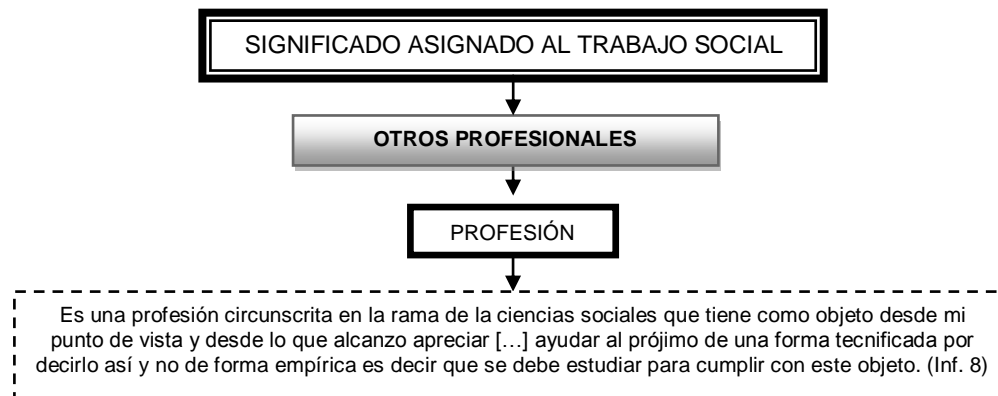 SIGNIFICADO ASIGNADO AL TRABAJO SOCIAL
OTROS PROFESIONALES
PROFESIÓN
Es una profesión circunscrita en la rama de la ciencias sociales que tiene como objeto desde mi
punto de vista y desde lo que alcanzo apreciar […] ayudar al prójimo de una forma tecnificada por
decirlo así y no de forma empírica es decir que se debe estudiar para cumplir con este objeto. (Inf. 8)